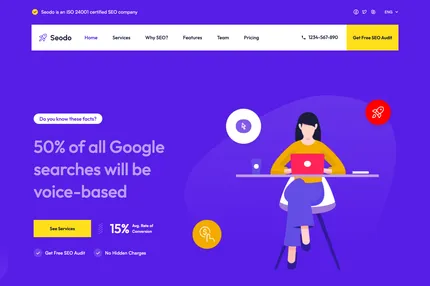 Seodo is an ISO 24001 certified SEO company
ENG
Seodo
Home Services Why SEO? Features Team Pricing
1234-567-890
Get Free SEO Audit
Do you know these facts?
50% of all Google
searches will be
voice-based
See Services
15%
Avg. Rate of
Conversion
Get Free SEO Audit
No Hidden Charges